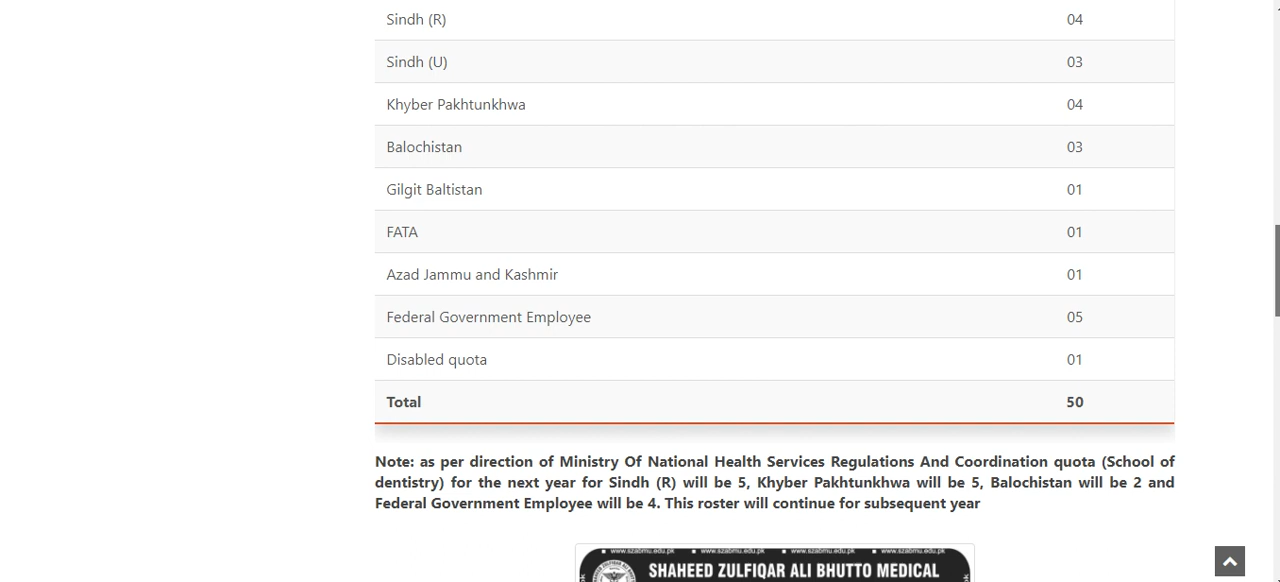 Sindh (R) 04
Sindh (U) 03
Khyber Pakhtunkhwa 04
Balochistan 03
Gilgit Baltistan 01
FATA 01
Azad Jammu and Kashmir 01
Federal Government Employee 05
Disabled quota 01
Total 50
Note: as per direction of Ministry Of National Health Services Regulations And Coordination quota (School of
dentistry) for the next year for Sindh (R) will be 5, Khyber Pakhtunkhwa will be 5, Balochistan will be 2 and
Federal Government Employee will be 4. This roster will continue for subsequent year
www.szabmu.edu.pk www.szabmu.edu.pk www.szabmu.edu.pk www.szabmu.edu.pk
SHAHEED ZULFIQAR ALI BHUTTO MEDICAL